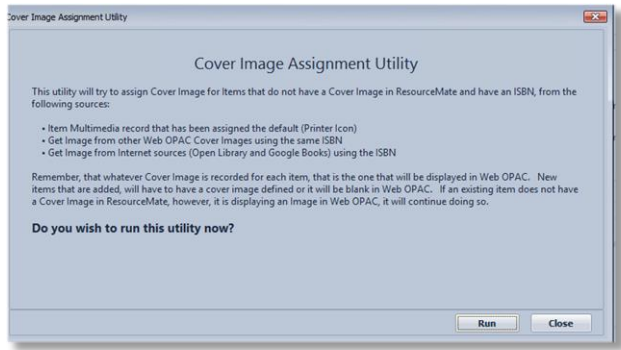 Cover Image Assignment Utility
Cover Image Assignment Utility
This utility will try to assign Cover Image for Items that do not have a Cover Image in ResourceMate and have an ISBN, from the
following sources:
• Item Multimedia record that has been assigned the default (Printer Icon)
• Get Image from other Web OPAC Cover Images using the same ISBN
• Get Image from Internet sources (Open Library and Google Books) using the ISBN
Remember, that whatever Cover Image is recorded for each item, that is the one that will be displayed in Web OPAC. New
items that are added, will have to have a cover image defined or it will be blank in Web OPAC. If an existing item does not have
a Cover Image in ResourceMate, however, it is displaying an Image in Web OPAC, it will continue doing so.
Do you wish to run this utility now?
Run Close